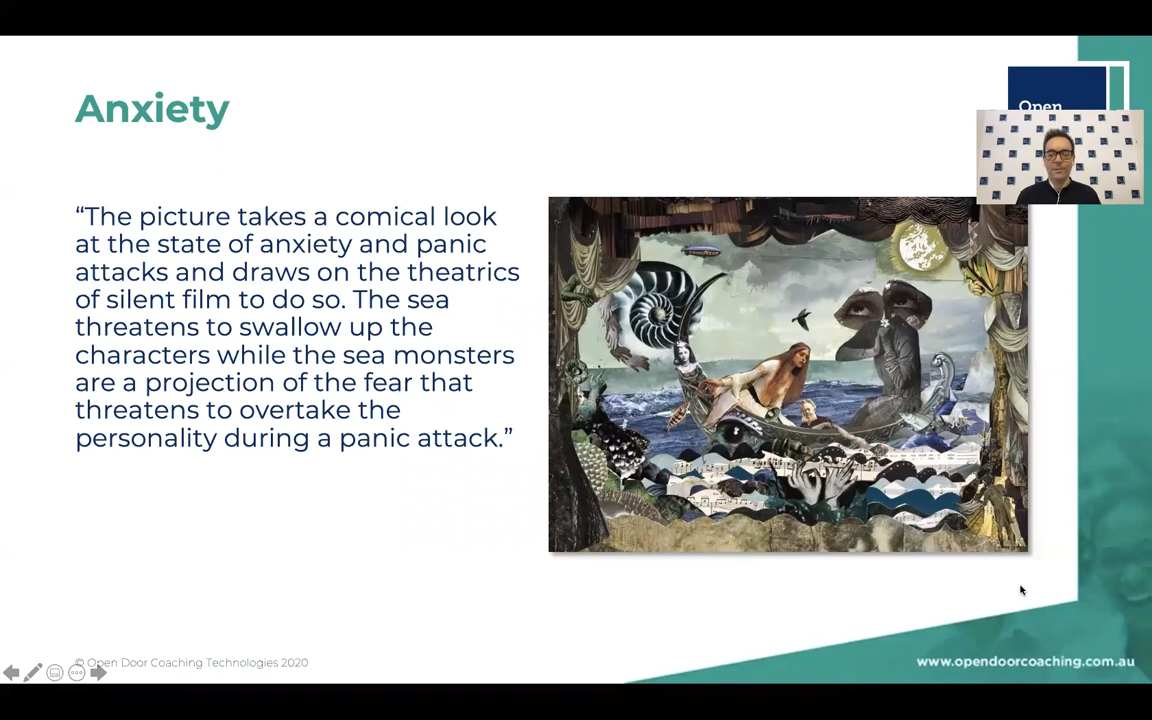 Anxiety
Open
“The picture takes a comical look
at the state of anxiety and panic
attacks and draws on the theatrics
of silent film to do so. The sea
threatens to swallow up the
characters while the sea monsters
are a projection of the fear that
threatens to overtake the
personality during a panic attack.”
© Open Door Coaching Technologies 2020
www.opendoorcoaching.com.au